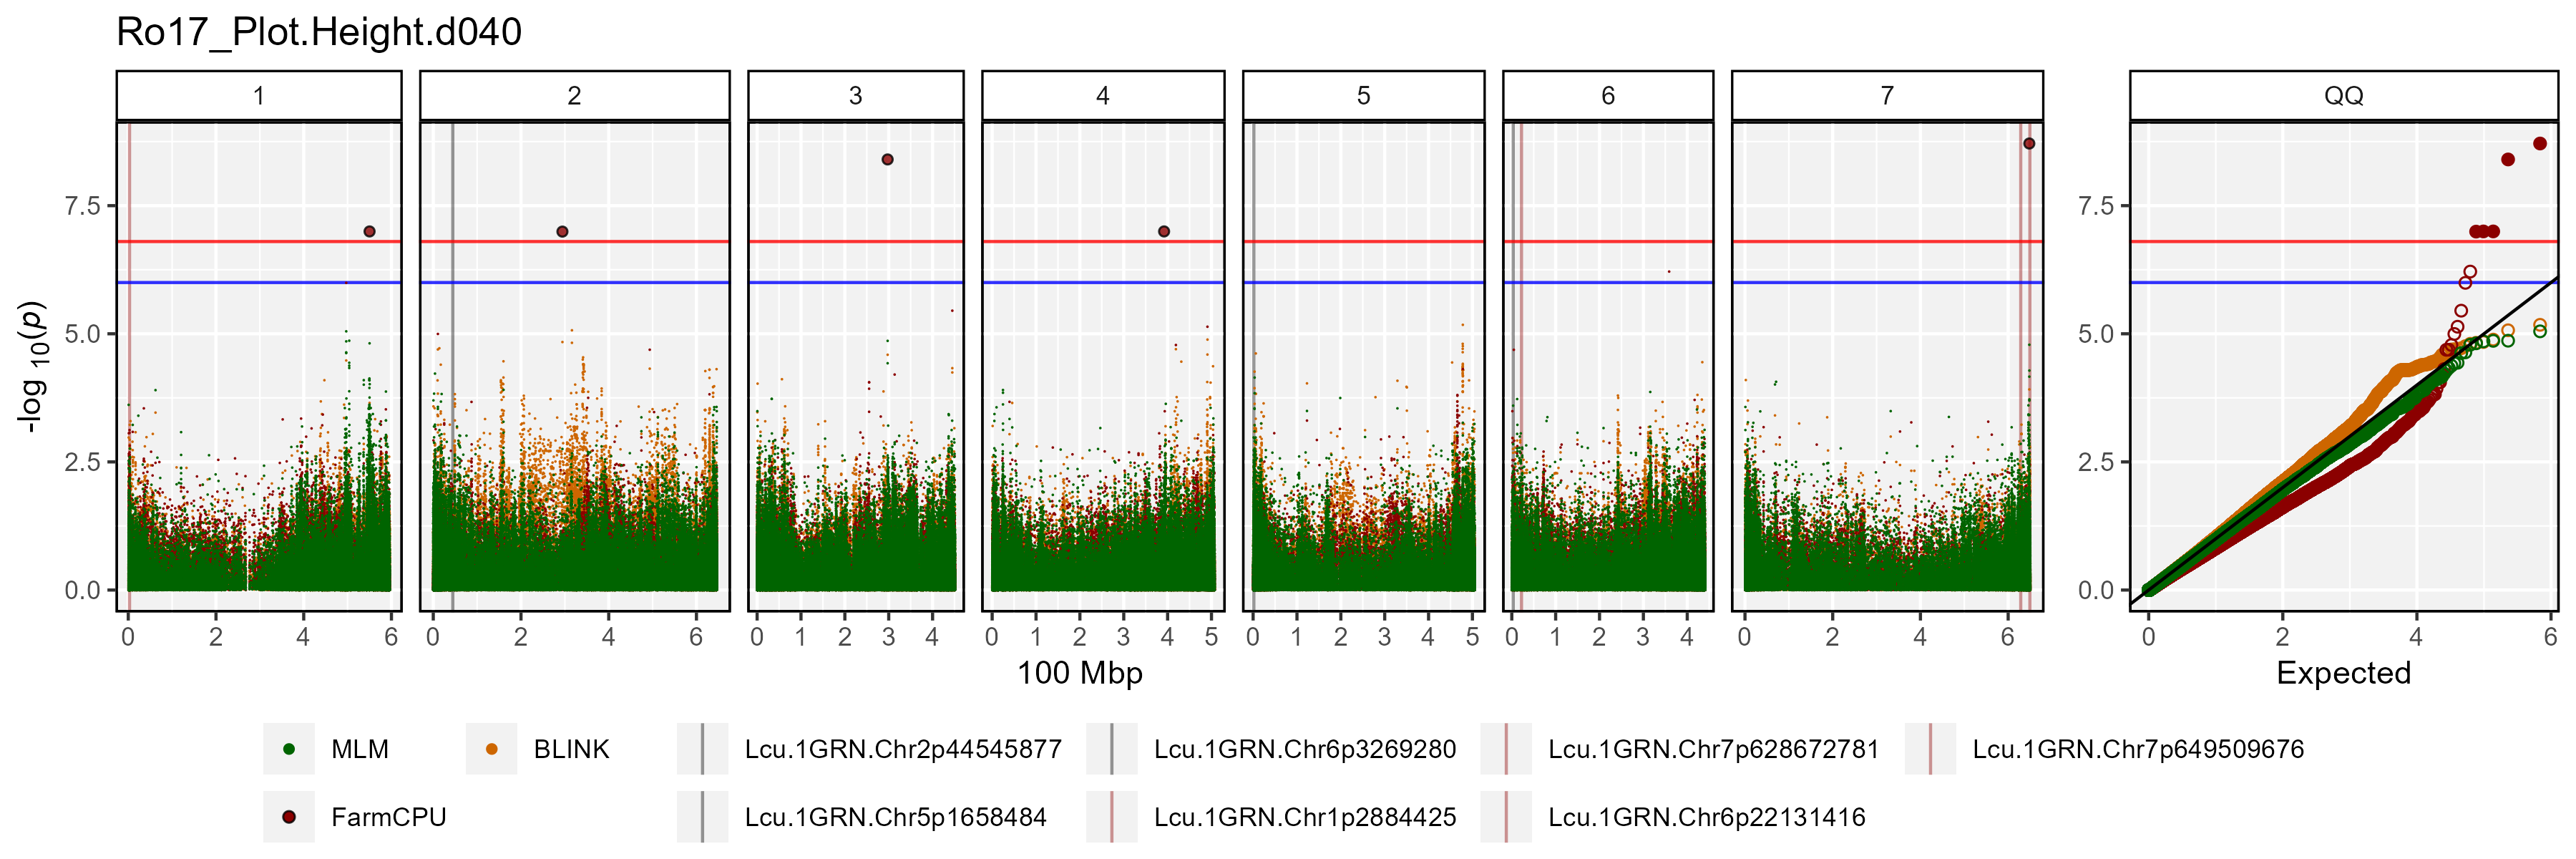 Ro17_Plot.Height.d040
1 2 3 4 5 6 7 QQ
7.5 7.5
5.0 5.0
2.5 2.5
0.0 0.0
-log 10(p)
0 2 4 6 0 2 4 6 0 1 2 3 4 0 1 2 3 4 5 0 1 2 3 4 5 0 1 2 3 4 0 2 4 6 0 2 4 6
100 Mbp Expected
MLM BLINK Lcu.1GRN.Chr2p44545877 Lcu.1GRN.Chr6p3269280 Lcu.1GRN.Chr7p628672781 Lcu.1GRN.Chr7p649509676
FarmCPU Lcu.1GRN.Chr5p1658484 Lcu.1GRN.Chr1p2884425 Lcu.1GRN.Chr6p22131416